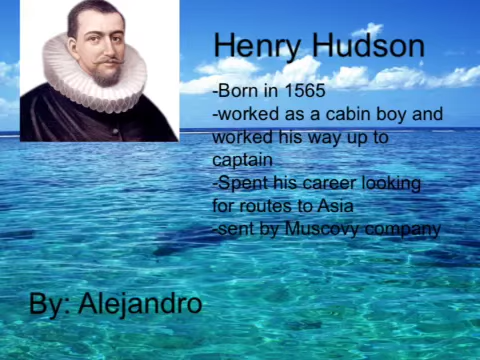 Henry Hudson
-Born in 1565
-worked as a cabin boy and
worked his way up to
captain
-Spent his career looking
for routes to Asia
-sent by Muscovy company
By: Alejandro